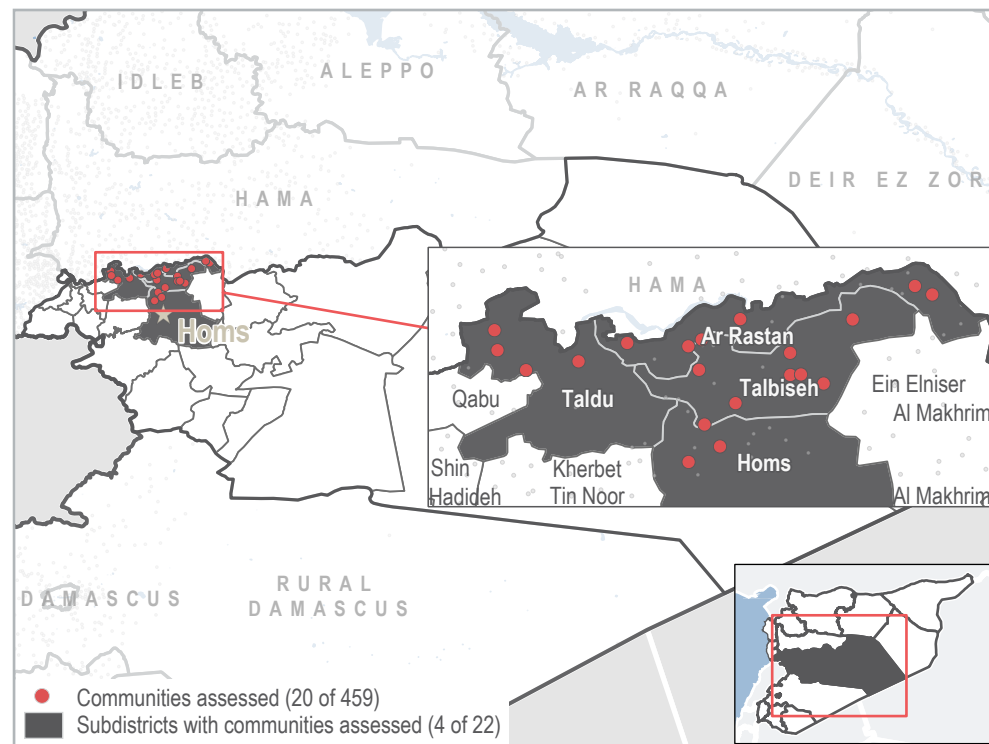 IDLEB
ALEPPO
AR RAQQA
HAMA
DEIR EZ ZOR
Homs
HAMA
Ar-Rastan
Talbiseh
Qabu
Taldu
Ein Elniser
Al Makhrim
Shin
Hadideh
Kherbet
Tin Noor
Homs
Al Makhrim
DAMASCUS
RURAL
DAMASCUS
Communities assessed (20 of 459)
Subdistricts with communities assessed (4 of 22)